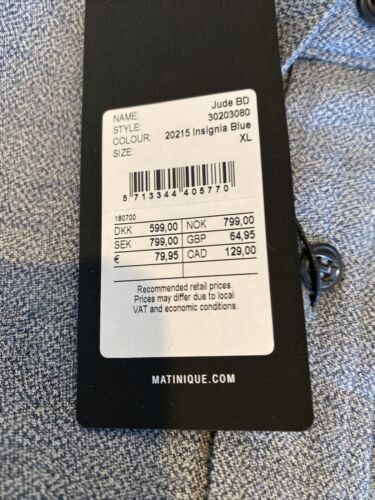 NAME: Jude BD
STYLE: 30203080
COLOUR: 20215 Insignia Blue
SIZE: XL
5 713344 405770
180700
DKK 599,00 NOK 799,00
SEK 799,00 GBP 64,95
€ 79,95 CAD 129,00
Recommended retail prices.
Prices may differ due to local
VAT and economic conditions.
MATINIQUE.COM